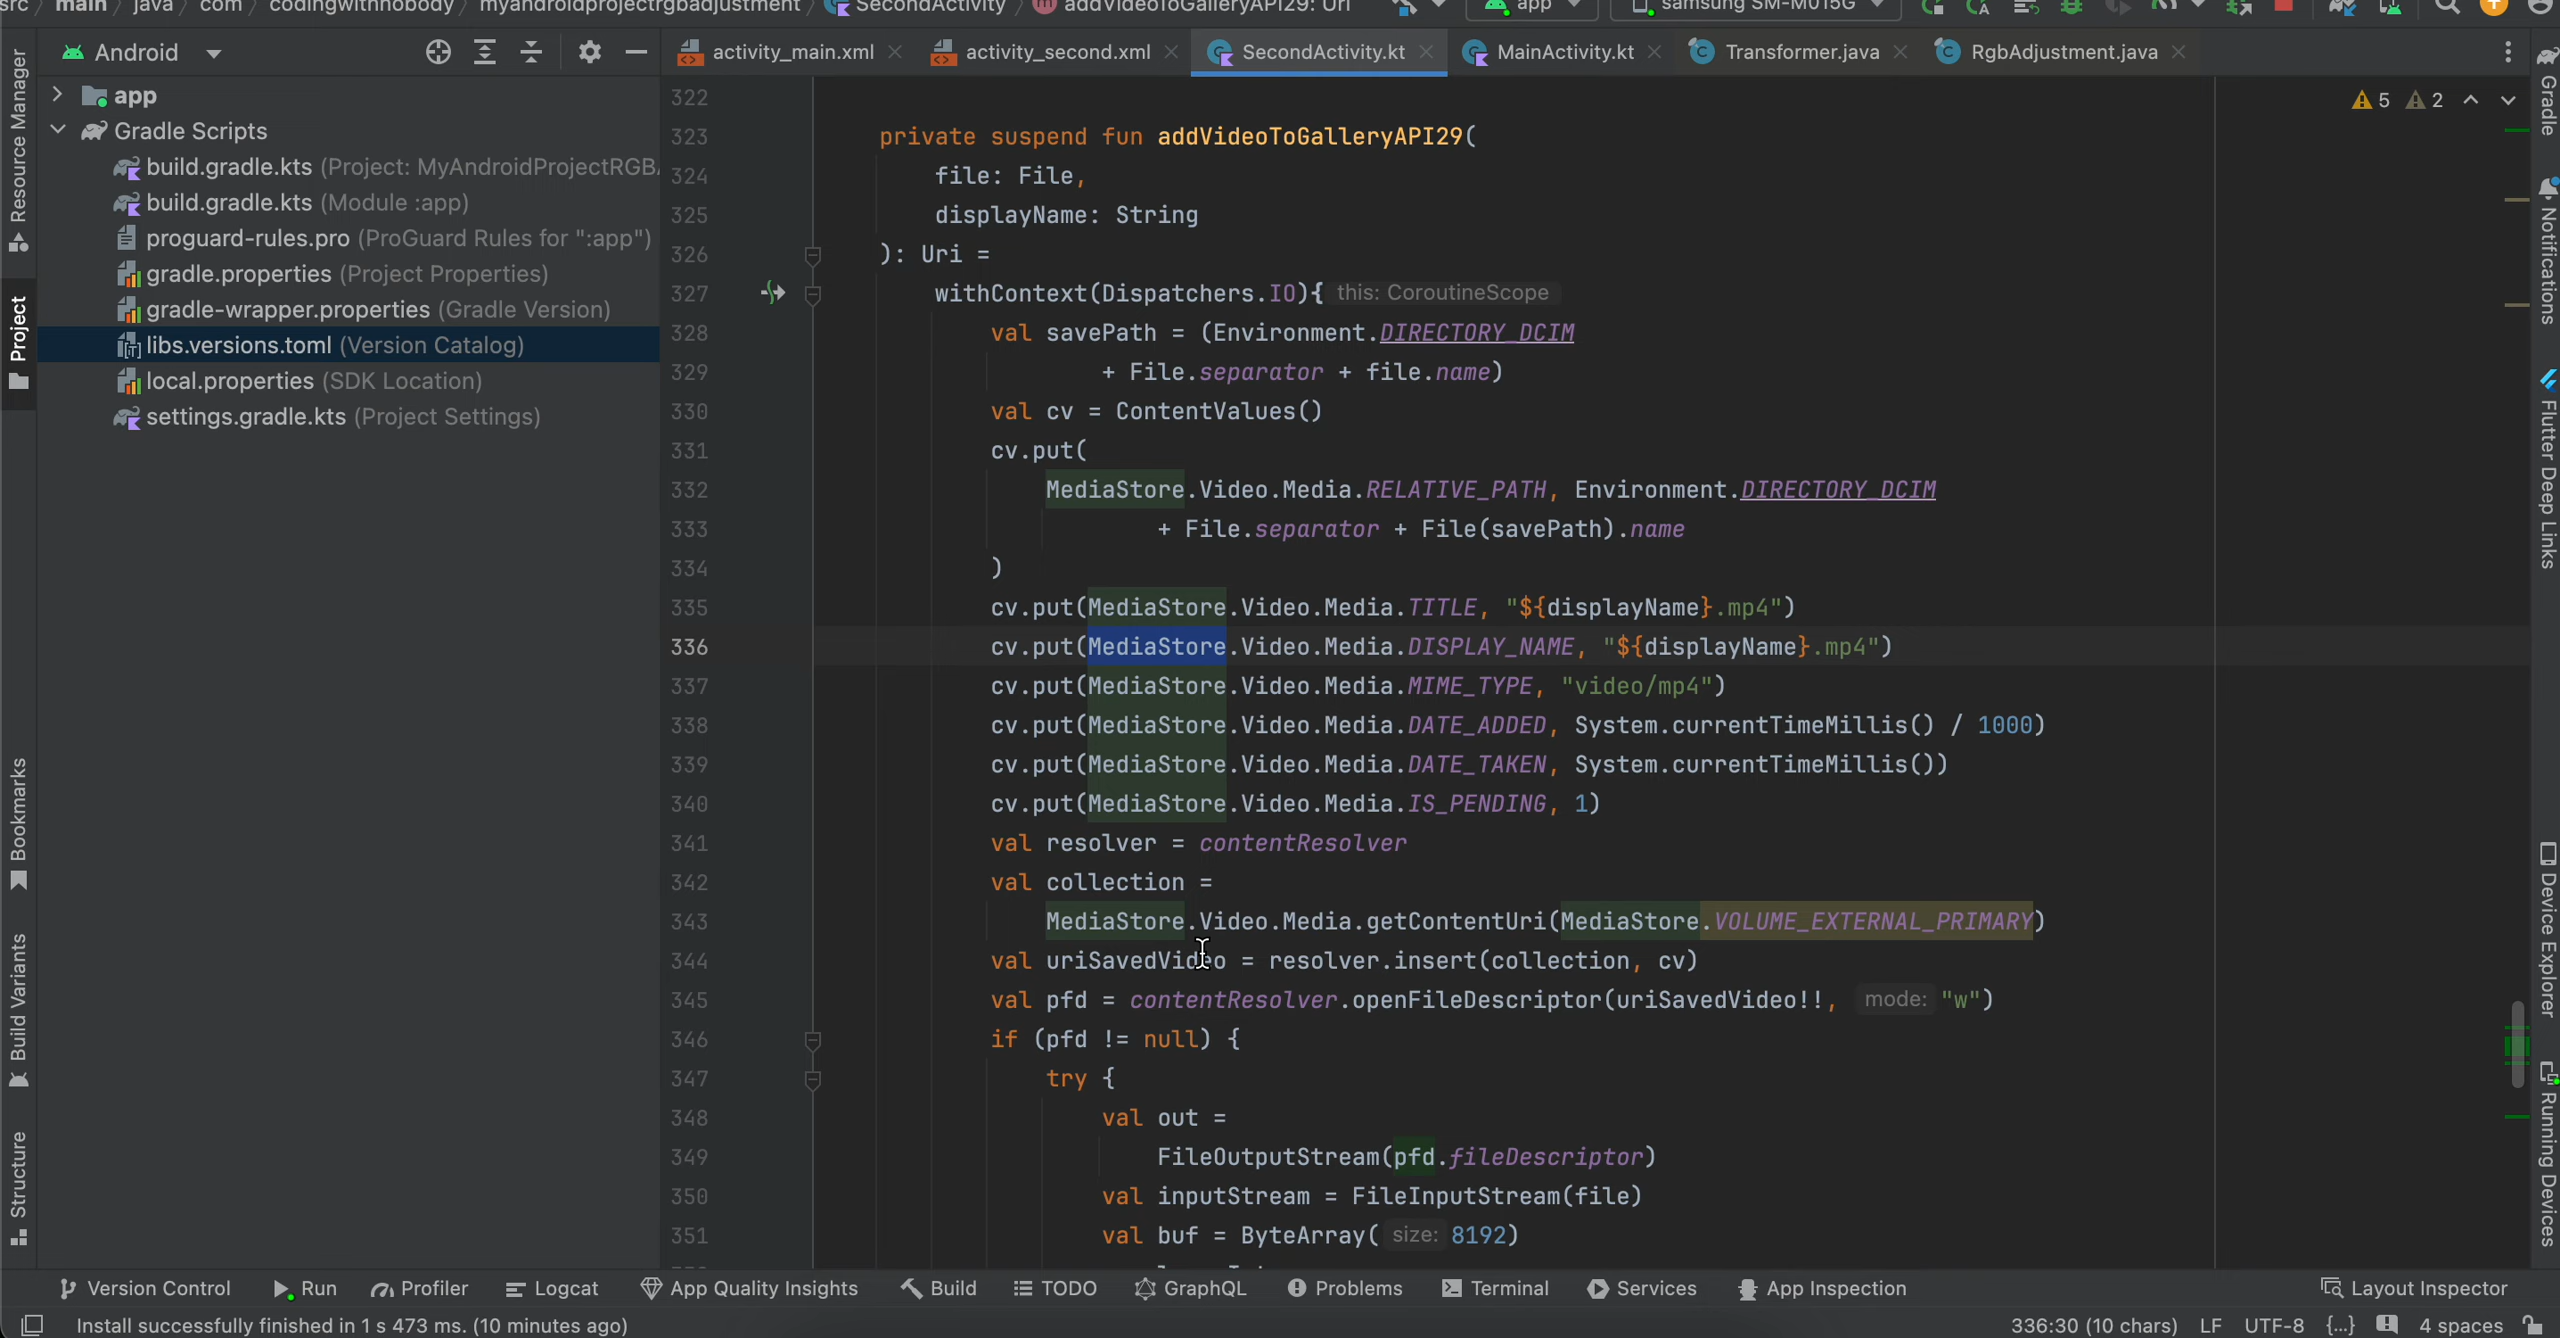 src / main / java / com / codingwithnobody / myandroidprojectrgbadjustment / SecondActivity / addVideoToGalleryAPI29: Uri app samsung SM-M015G
Android activity_main.xml activity_second.xml SecondActivity.kt MainActivity.kt Transformer.java RgbAdjustment.java
app
Gradle Scripts
build.gradle.kts (Project: MyAndroidProjectRGBA
build.gradle.kts (Module :app)
proguard-rules.pro (ProGuard Rules for ":app")
gradle.properties (Project Properties)
gradle-wrapper.properties (Gradle Version)
libs.versions.toml (Version Catalog)
local.properties (SDK Location)
settings.gradle.kts (Project Settings)
Resource Manager
Project
Bookmarks
Build Variants
Structure
5 2
322
323 private suspend fun addVideoToGalleryAPI29(
324 file: File,
325 displayName: String
326 ): Uri =
327 withContext(Dispatchers.IO){ this: CoroutineScope
328 val savePath = (Environment.DIRECTORY_DCIM
329 + File.separator + file.name)
330 val cv = ContentValues()
331 cv.put(
332 MediaStore.Video.Media.RELATIVE_PATH, Environment.DIRECTORY_DCIM
333 + File.separator + File(savePath).name
334 )
335 cv.put(MediaStore.Video.Media.TITLE, "${displayName}.mp4")
336 cv.put(MediaStore.Video.Media.DISPLAY_NAME, "${displayName}.mp4")
337 cv.put(MediaStore.Video.Media.MIME_TYPE, "video/mp4")
338 cv.put(MediaStore.Video.Media.DATE_ADDED, System.currentTimeMillis() / 1000)
339 cv.put(MediaStore.Video.Media.DATE_TAKEN, System.currentTimeMillis())
340 cv.put(MediaStore.Video.Media.IS_PENDING, 1)
341 val resolver = contentResolver
342 val collection =
343 MediaStore.Video.Media.getContentUri(MediaStore.VOLUME_EXTERNAL_PRIMARY)
344 val uriSavedVideo = resolver.insert(collection, cv)
345 val pfd = contentResolver.openFileDescriptor(uriSavedVideo!!, mode: "w")
346 if (pfd != null) {
347 try {
348 val out =
349 FileOutputStream(pfd.fileDescriptor)
350 val inputStream = FileInputStream(file)
351 val buf = ByteArray( size: 8192)
Gradle
Notifications
Flutter Deep Links
Device Explorer
Running Devices
Version Control Run Profiler Logcat App Quality Insights Build TODO GraphQL Problems Terminal Services App Inspection Layout Inspector
Install successfully finished in 1 s 473 ms. (10 minutes ago) 336:30 (10 chars) LF UTF-8 {...} 4 spaces